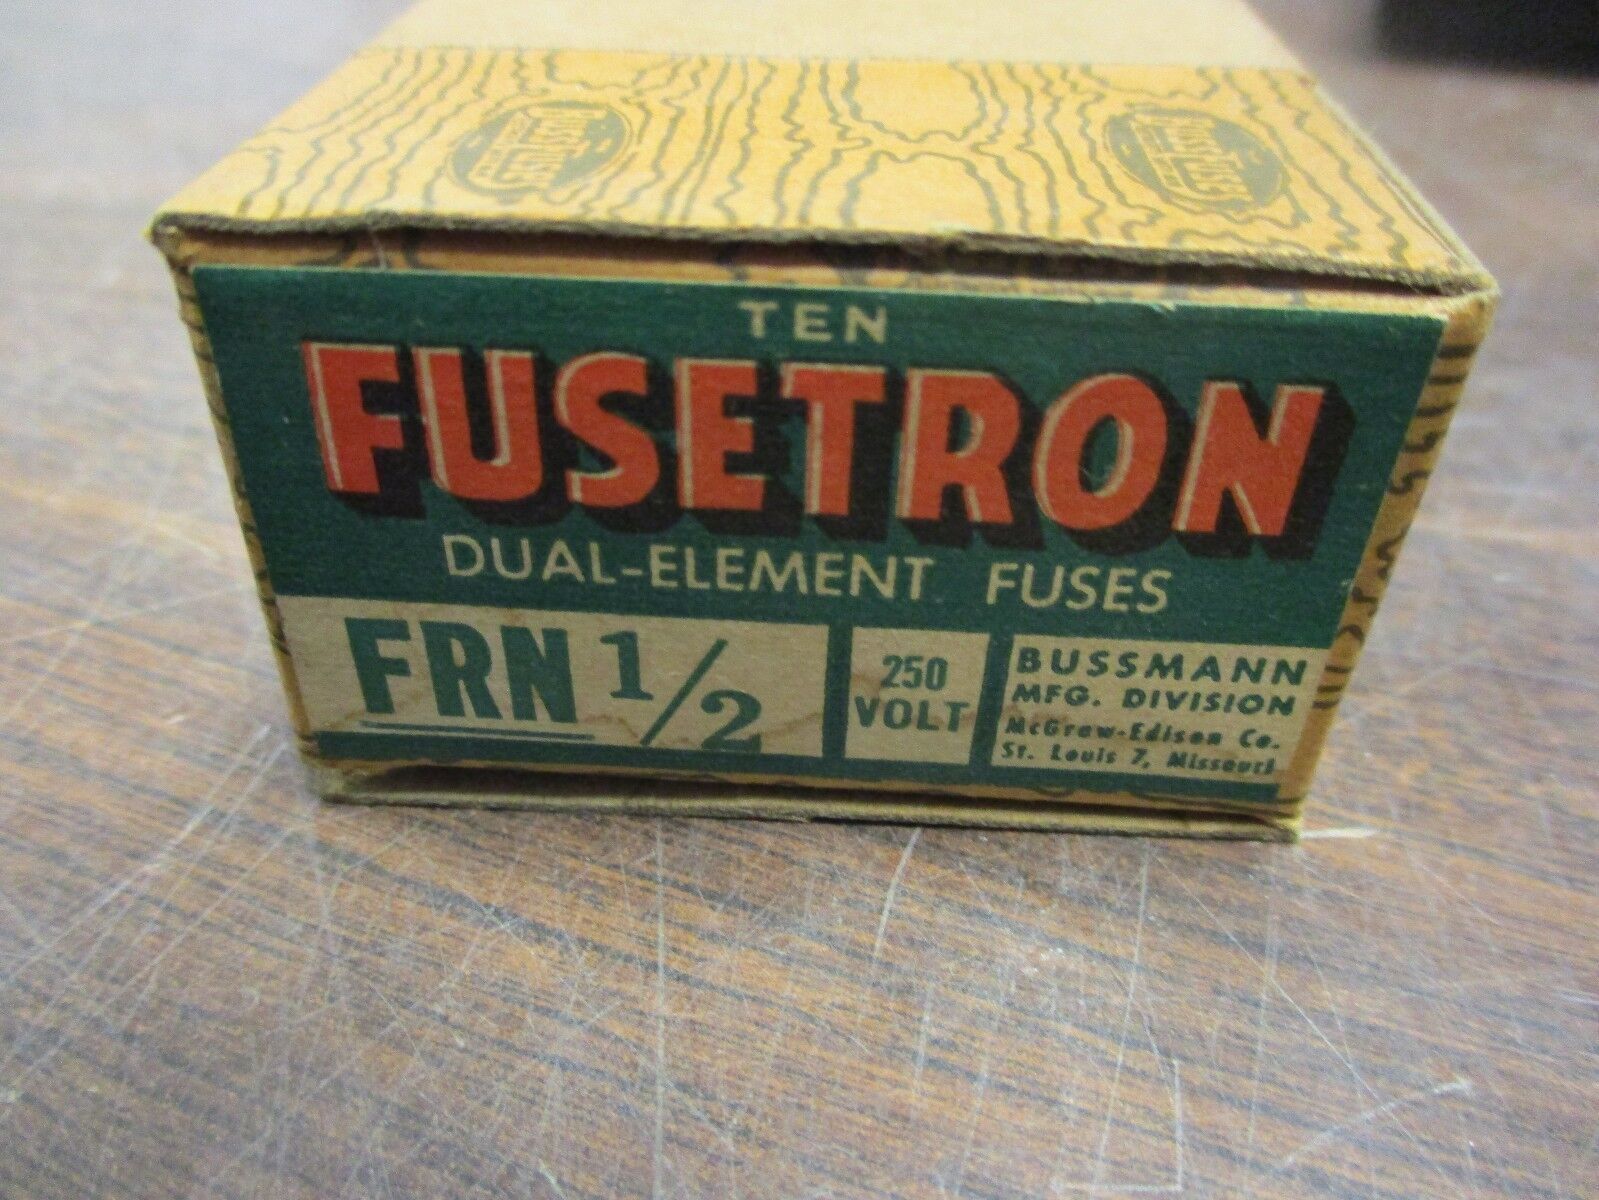 TEN
FUSETRON
DUAL-ELEMENT FUSES
FRN 1/2
250
VOLT
BUSSMANN
MFG. DIVISION
McGraw-Edison Co.
St. Louis 7, Missouri